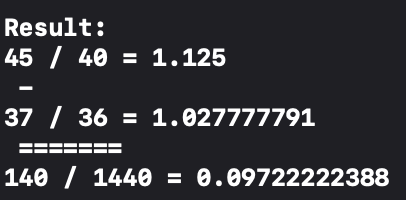 Result:
45 / 40 = 1.125
-
37 / 36 = 1.027777791
=======
140 / 1440 = 0.09722222388